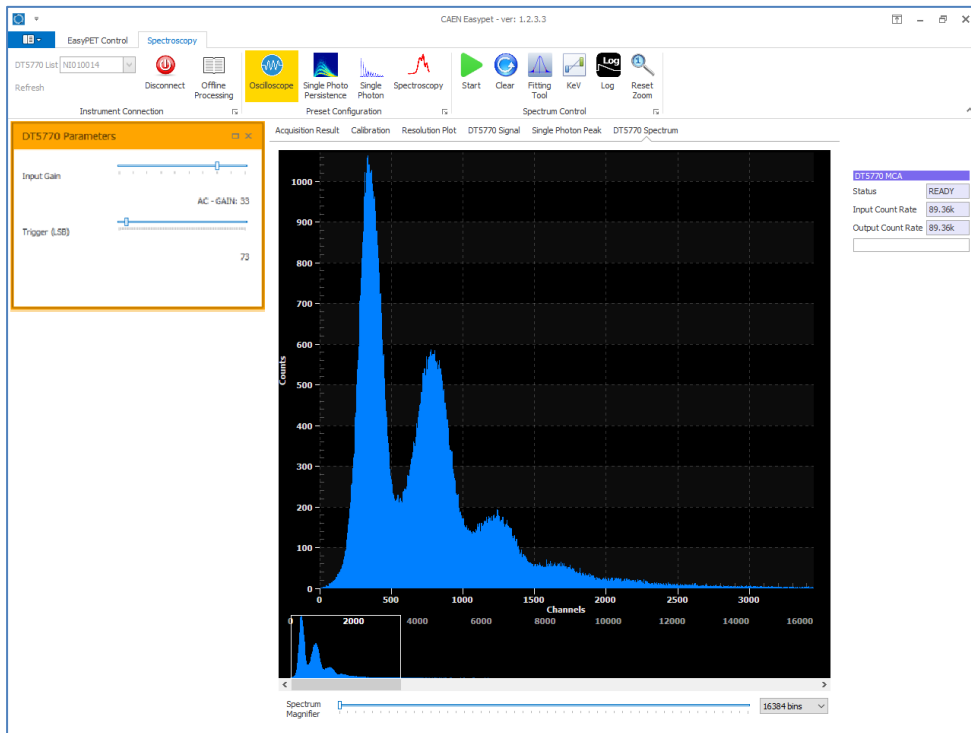 CAEN Easypet - ver: 1.2.3.3
EasyPET Control Spectroscopy
DT5770 List NI010014
Refresh
Disconnect
Offline Processing
Instrument Connection
Oscilloscope
Single Photo Persistence
Single Photon
Spectroscopy
Preset Configuration
Start
Clear
Fitting Tool
KeV
Log
Log
Reset Zoom
Spectrum Control
DT5770 Parameters
Input Gain
AC - GAIN: 33
Trigger (LSB)
73
Acquisition Result Calibration Resolution Plot DT5770 Signal Single Photon Peak DT5770 Spectrum
Counts
1000
900
800
700
600
500
400
300
200
100
0
0 500 1000 1500 2000 2500 3000
Channels
0 2000 4000 6000 8000 10000 12000 14000 16000
Spectrum Magnifier
16384 bins
DT5770 MCA
Status READY
Input Count Rate 89.36k
Output Count Rate 89.36k